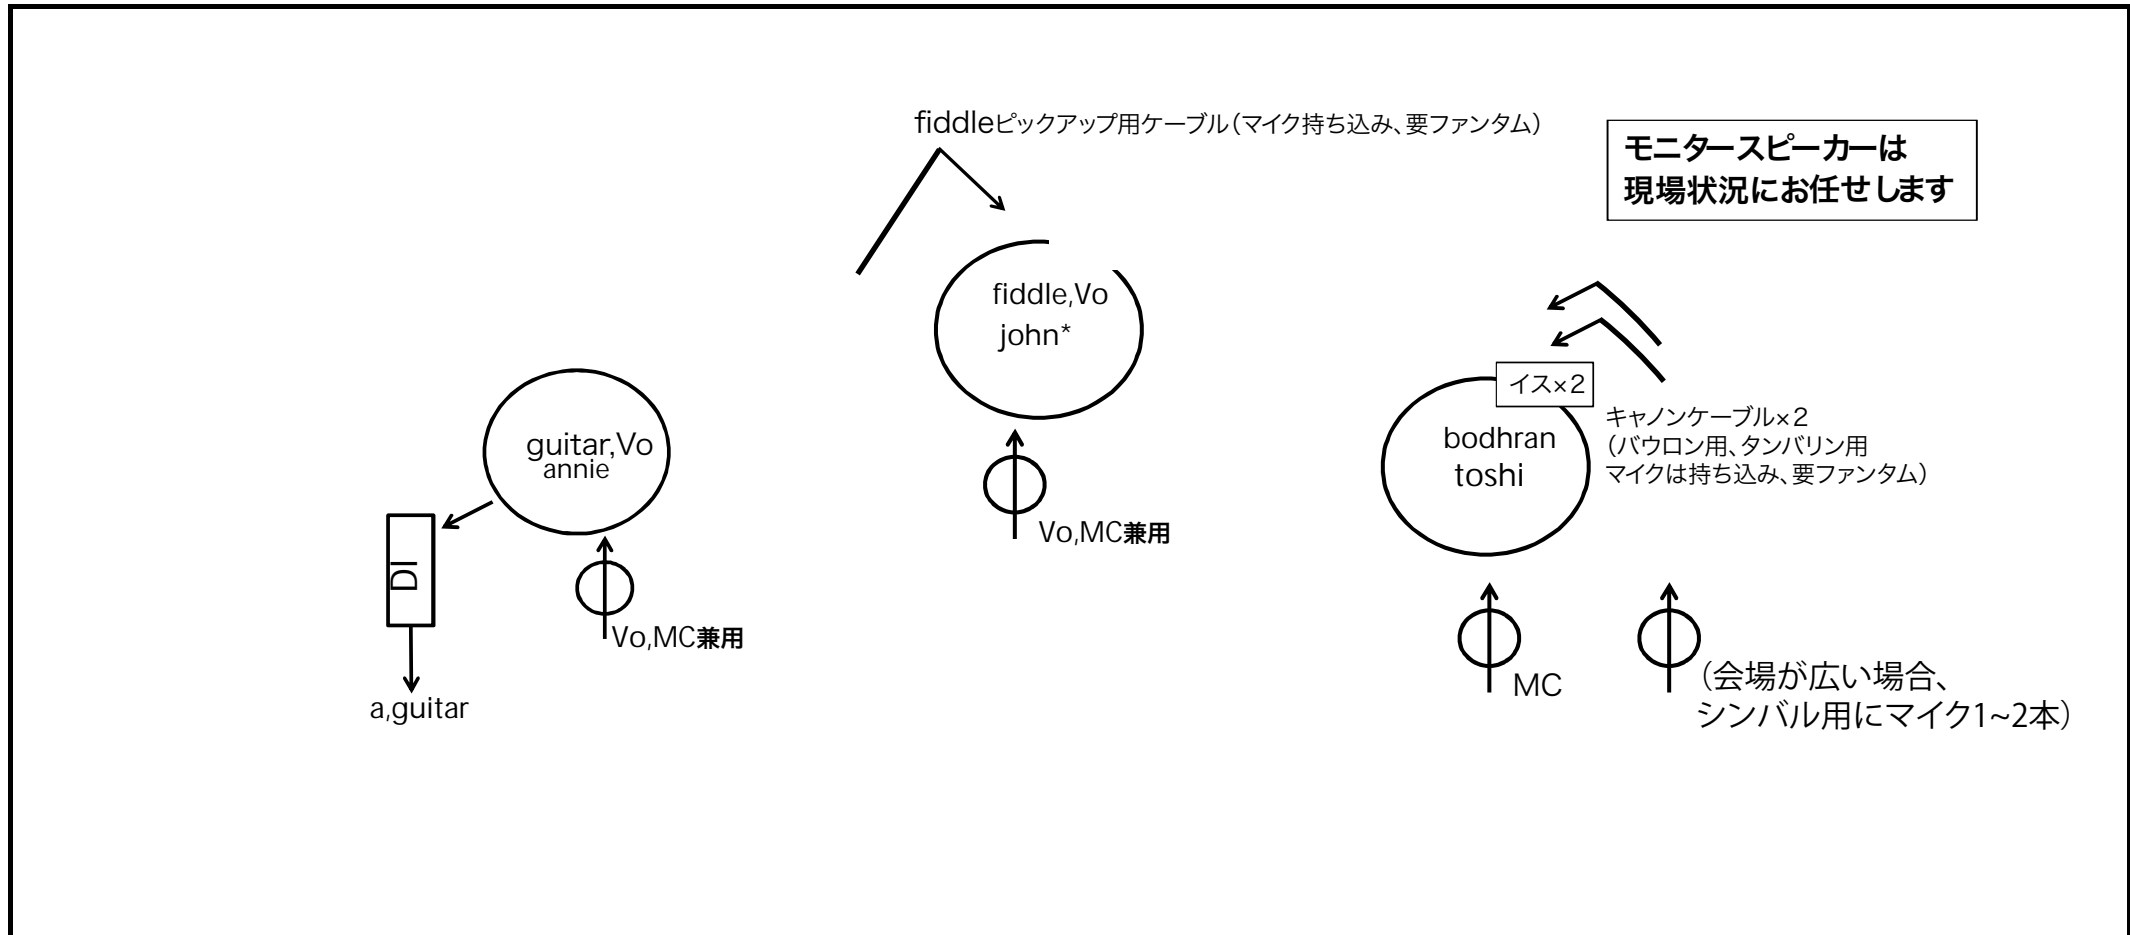 fiddleピックアップ用ケーブル（マイク持ち込み、要ファンタム）
モニタースピーカーは
現場状況にお任せします
fiddle,Vo
john*
イス×2
guitar,Vo
annie
bodhran
toshi
キャノンケーブル×2
（バウロン用、タンバリン用
マイクは持ち込み、要ファンタム）
DI
Vo,MC兼用
Vo,MC兼用
MC
（会場が広い場合、
シンバル用にマイク1~2本）
a,guitar